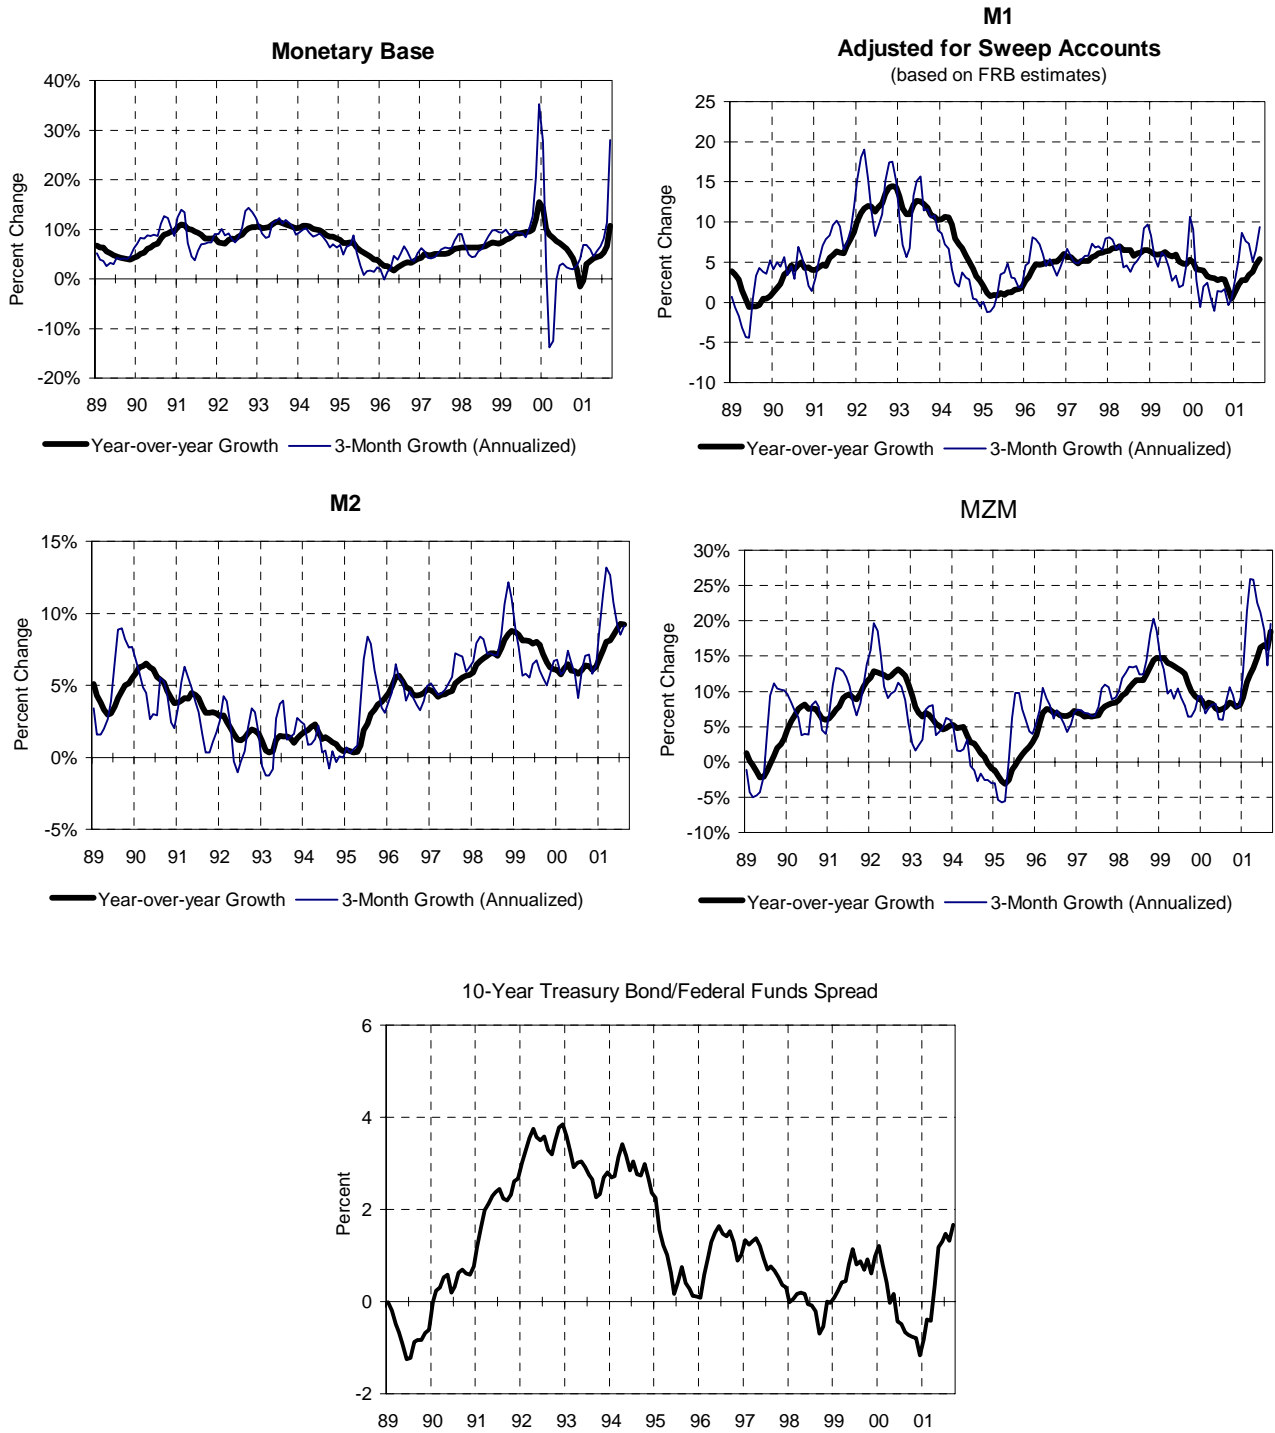 Monetary Base
Percent Change
40%
30%
20%
10%
0%
-10%
-20%
89 90 91 92 93 94 95 96 97 98 99 00 01
Year-over-year Growth 3-Month Growth (Annualized)
M1
Adjusted for Sweep Accounts
(based on FRB estimates)
Percent Change
25
20
15
10
5
0
-5
-10
89 90 91 92 93 94 95 96 97 98 99 00 01
Year-over-year Growth 3-Month Growth (Annualized)
M2
Percent Change
15%
10%
5%
0%
-5%
89 90 91 92 93 94 95 96 97 98 99 00 01
Year-over-year Growth 3-Month Growth (Annualized)
MZM
Percent Change
30%
25%
20%
15%
10%
5%
0%
-5%
-10%
89 90 91 92 93 94 95 96 97 98 99 00 01
Year-over-year Growth 3-Month Growth (Annualized)
10-Year Treasury Bond/Federal Funds Spread
Percent
6
4
2
0
-2
89 90 91 92 93 94 95 96 97 98 99 00 01